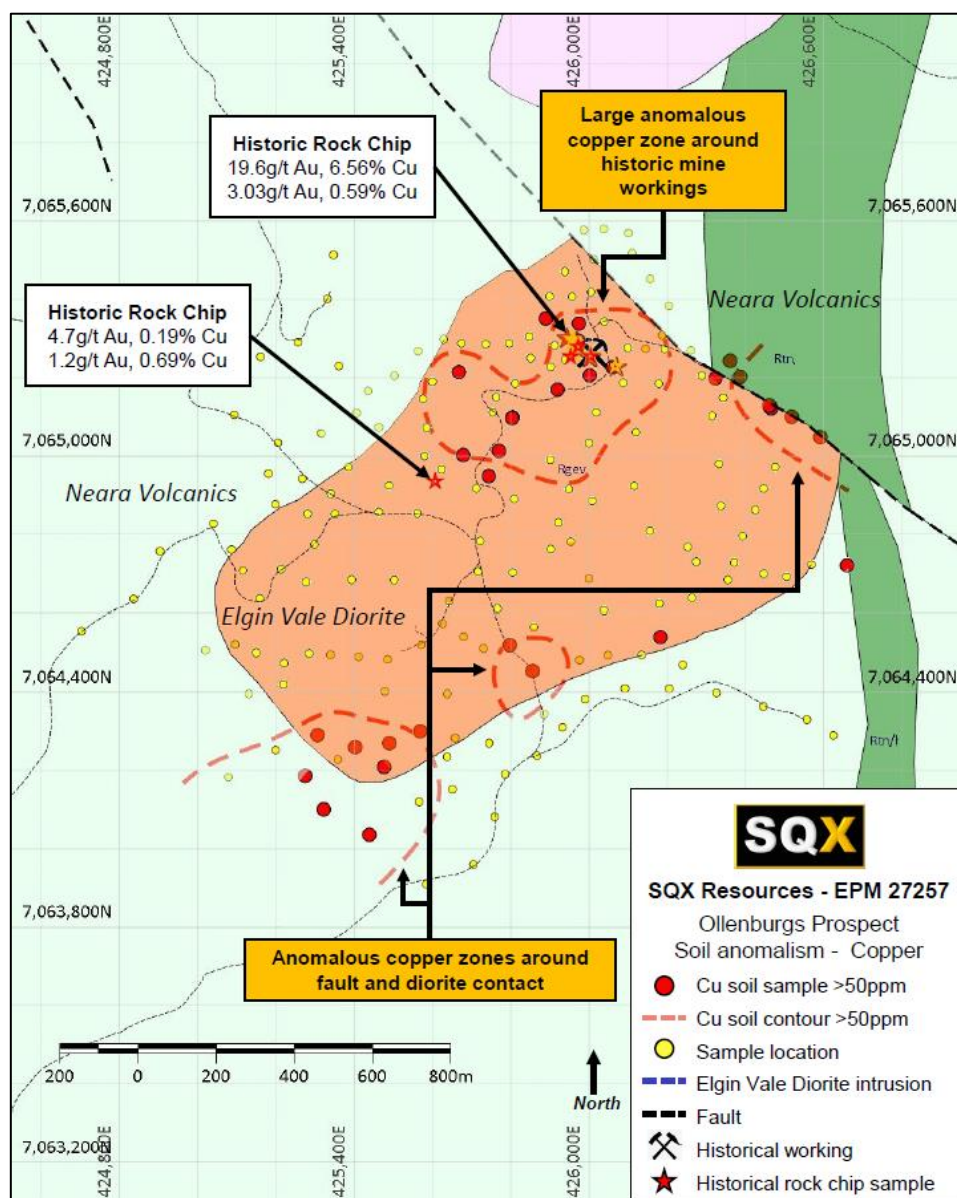 424,800E
425,400E
426,000E
426,600E
Large anomalous
copper zone around
historic mine
workings
Historic Rock Chip
19.6g/t Au, 6.56% Cu
3.03g/t Au, 0.59% Cu
7,065,600N
7,065,600N
Neara Volcanics
Historic Rock Chip
4.7g/t Au, 0.19% Cu
1.2g/t Au, 0.69% Cu
Rtn
7,065,000N
7,065,000N
Rgev
Neara Volcanics
Elgin Vale Diorite
7,064,400N
7,064,400N
Rtn/l
7,063,800N
Anomalous copper zones around
fault and diorite contact
200
0
200
400
600
800m
North
7,063,200N
424,800E
425,400E
426,000E
SQX
SQX Resources - EPM 27257
Ollenburgs Prospect
Soil anomalism - Copper
Cu soil sample >50ppm
Cu soil contour >50ppm
Sample location
Elgin Vale Diorite intrusion
Fault
Historical working
Historical rock chip sample